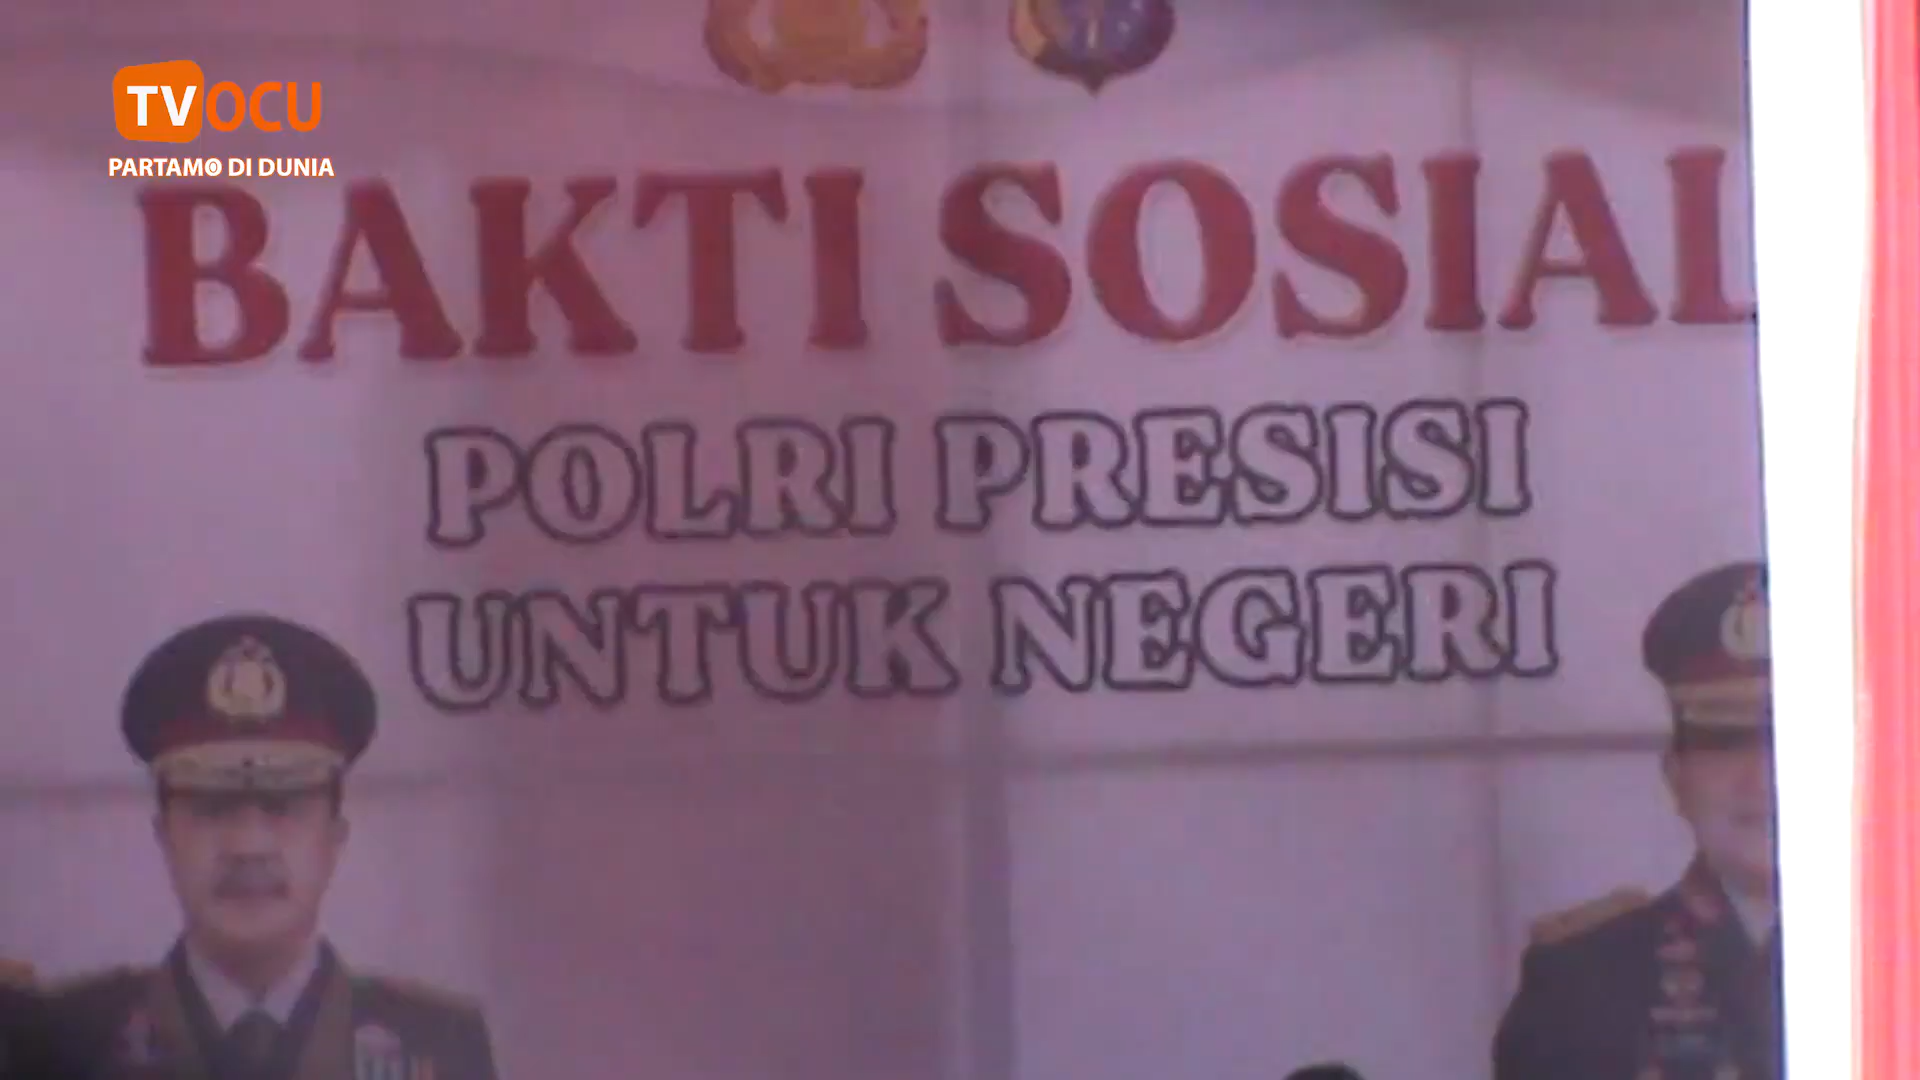 TVOCU
PARTAMO DI DUNIA
BAKTI SOSIAL
POLRI PRESISI
UNTUK NEGERI